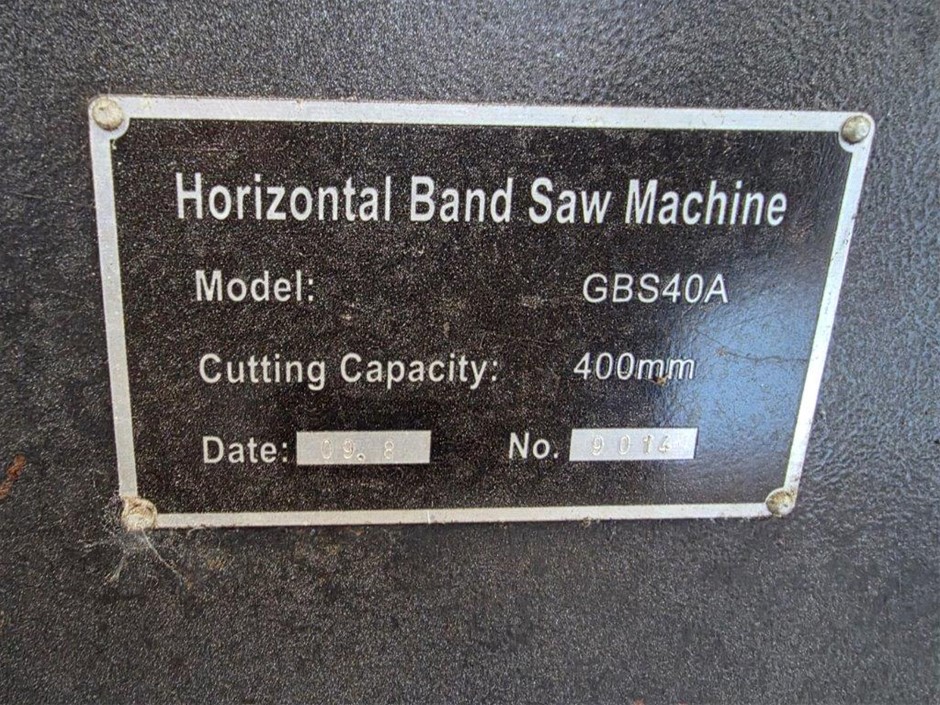 Horizontal Band Saw Machine
Model: GBS40A
Cutting Capacity: 400mm
Date: 09. 8 No. 9014